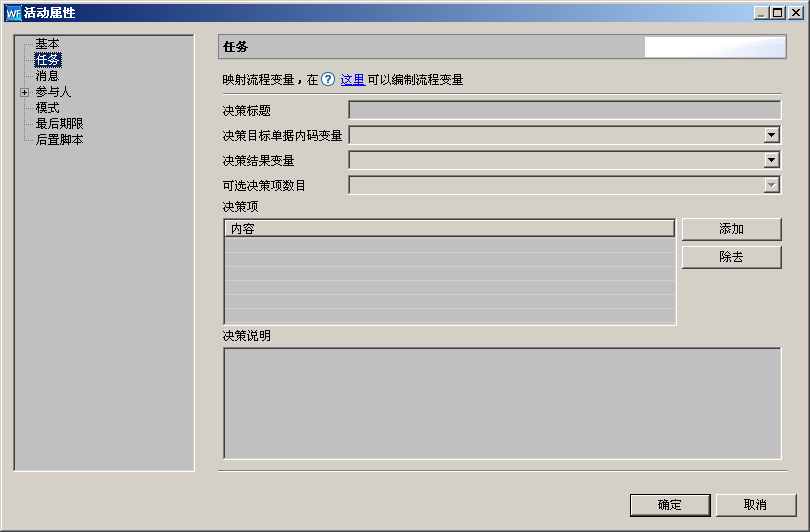 WF 活动属性
基本
任务
消息
参与人
模式
最后期限
后置脚本
任务
映射流程变量，在 ? 这里 可以编制流程变量
决策标题
决策目标单据内码变量
决策结果变量
可选决策项数目
决策项
内容
添加
除去
决策说明
确定
取消